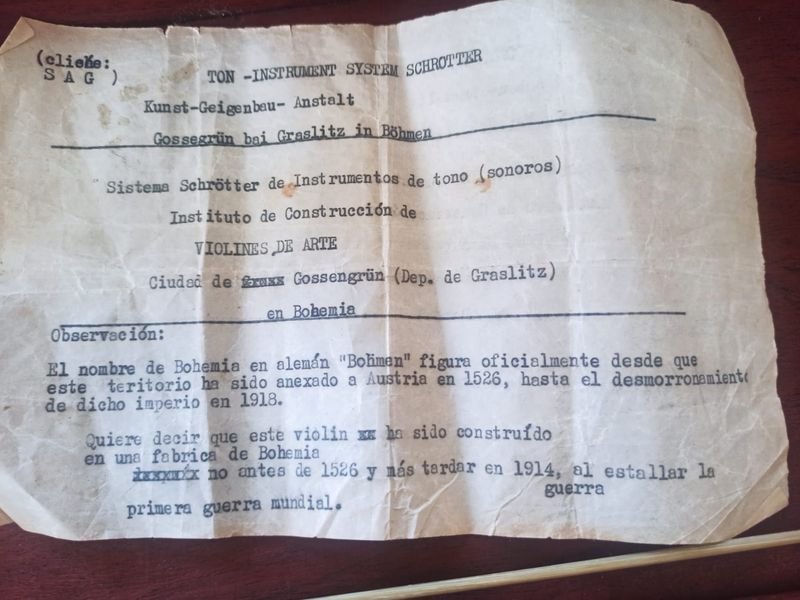 (cliehe:
S A G )
TON -INSTRUMENT SYSTEM SCHROTTER
Kunst-Geigenbau- Anstalt
Gossegrün bai Graslitz in Böhmen
Sistema Schrötter de Instrumentos de tono (sonoros)
Instituto de Construcción de
VIOLINES DE ARTE
Ciudad de Gossengrün (Dep. de Graslitz)
en Bohemia
Observación:
El nombre de Bohemia en alemán "Bohmen" figura oficialmente desde que
este teritorio ha sido anexado a Austria en 1526, hasta el desmorronamiento
de dicho imperio en 1918.
Quiere decir que este violin xx ha sido construído
en una fabrica de Bohemia
no antes de 1526 y más tardar en 1914, al estallar la
guerra
primera guerra mundial.